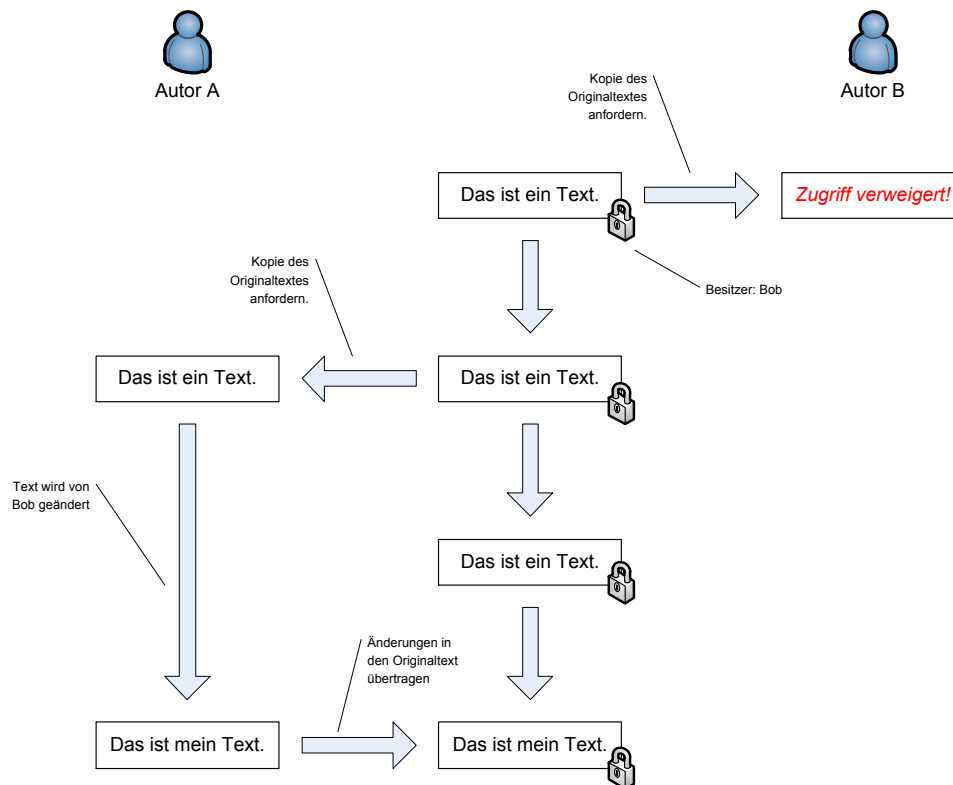 Autor A
Autor B
Kopie des
Originaltextes
anfordern.
Das ist ein Text.
Zugriff verweigert!
Besitzer: Bob
Kopie des
Originaltextes
anfordern.
Das ist ein Text.
Das ist ein Text.
Text wird von
Bob geändert
Das ist ein Text.
Änderungen in
den Originaltext
übertragen
Das ist mein Text.
Das ist mein Text.